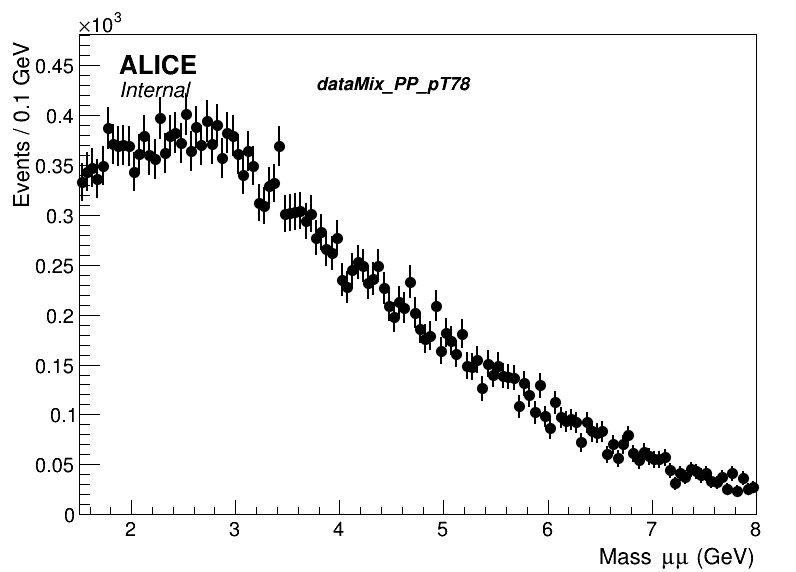 ×10³
Events / 0.1 GeV
ALICE
Internal
dataMix_PP_pT78
0.45
0.4
0.35
0.3
0.25
0.2
0.15
0.1
0.05
0
2 3 4 5 6 7 8
Mass μμ (GeV)